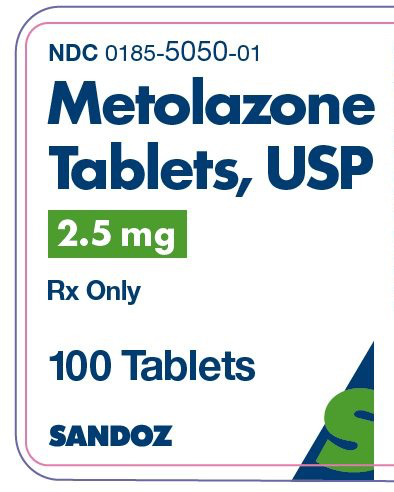 NDC 0185-5050-01
Metolazone
Tablets, USP
2.5 mg
Rx Only
100 Tablets
SANDOZ
S